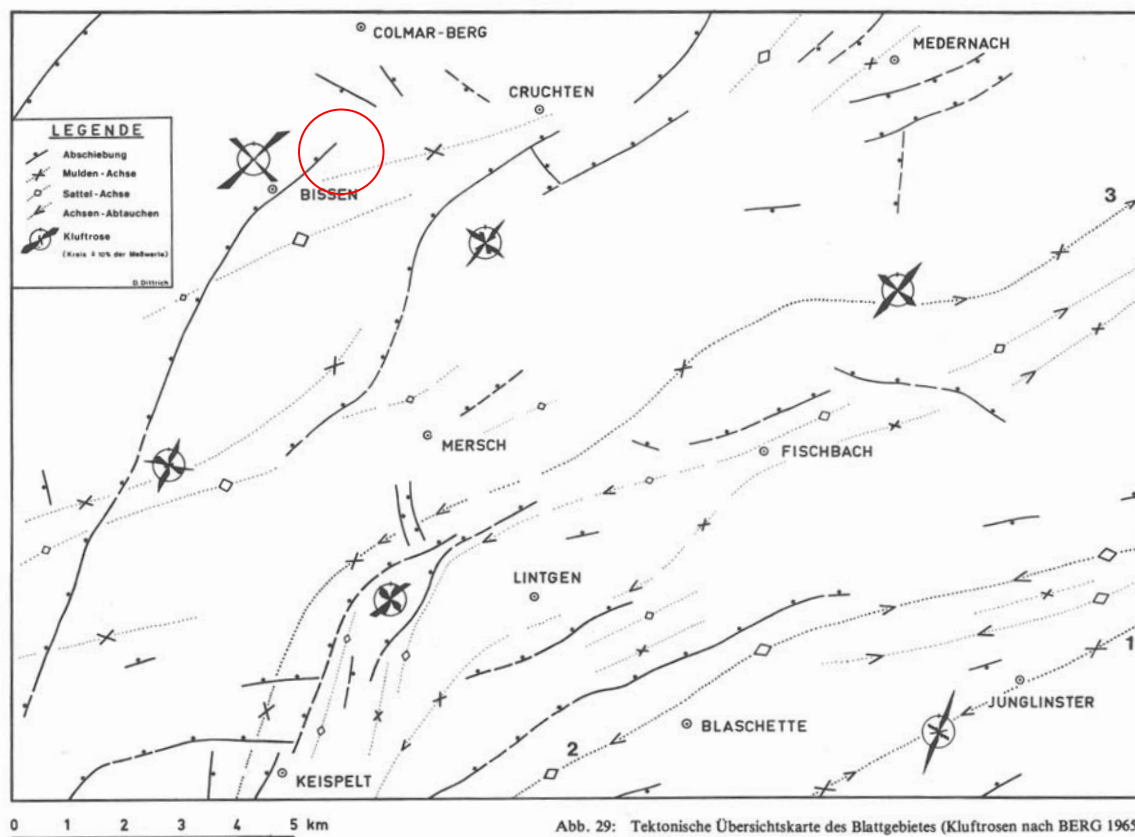 COLMAR-BERG
MEDERNACH
CRUCHTEN
LEGENDE
Abschiebung
Mulden-Achse
Sattel-Achse
Achsen-Abtauchen
Kluftrose
(Kreis ≙ 10% der Meßwerte)
D. Dittrich
BISSEN
3
MERSCH
FISCHBACH
LINTGEN
1
JUNGLINSTER
BLASCHETTE
2
KEISPELT
0 1 2 3 4 5 km
Abb. 29: Tektonische Übersichtskarte des Blattgebietes (Kluftrosen nach BERG 1965